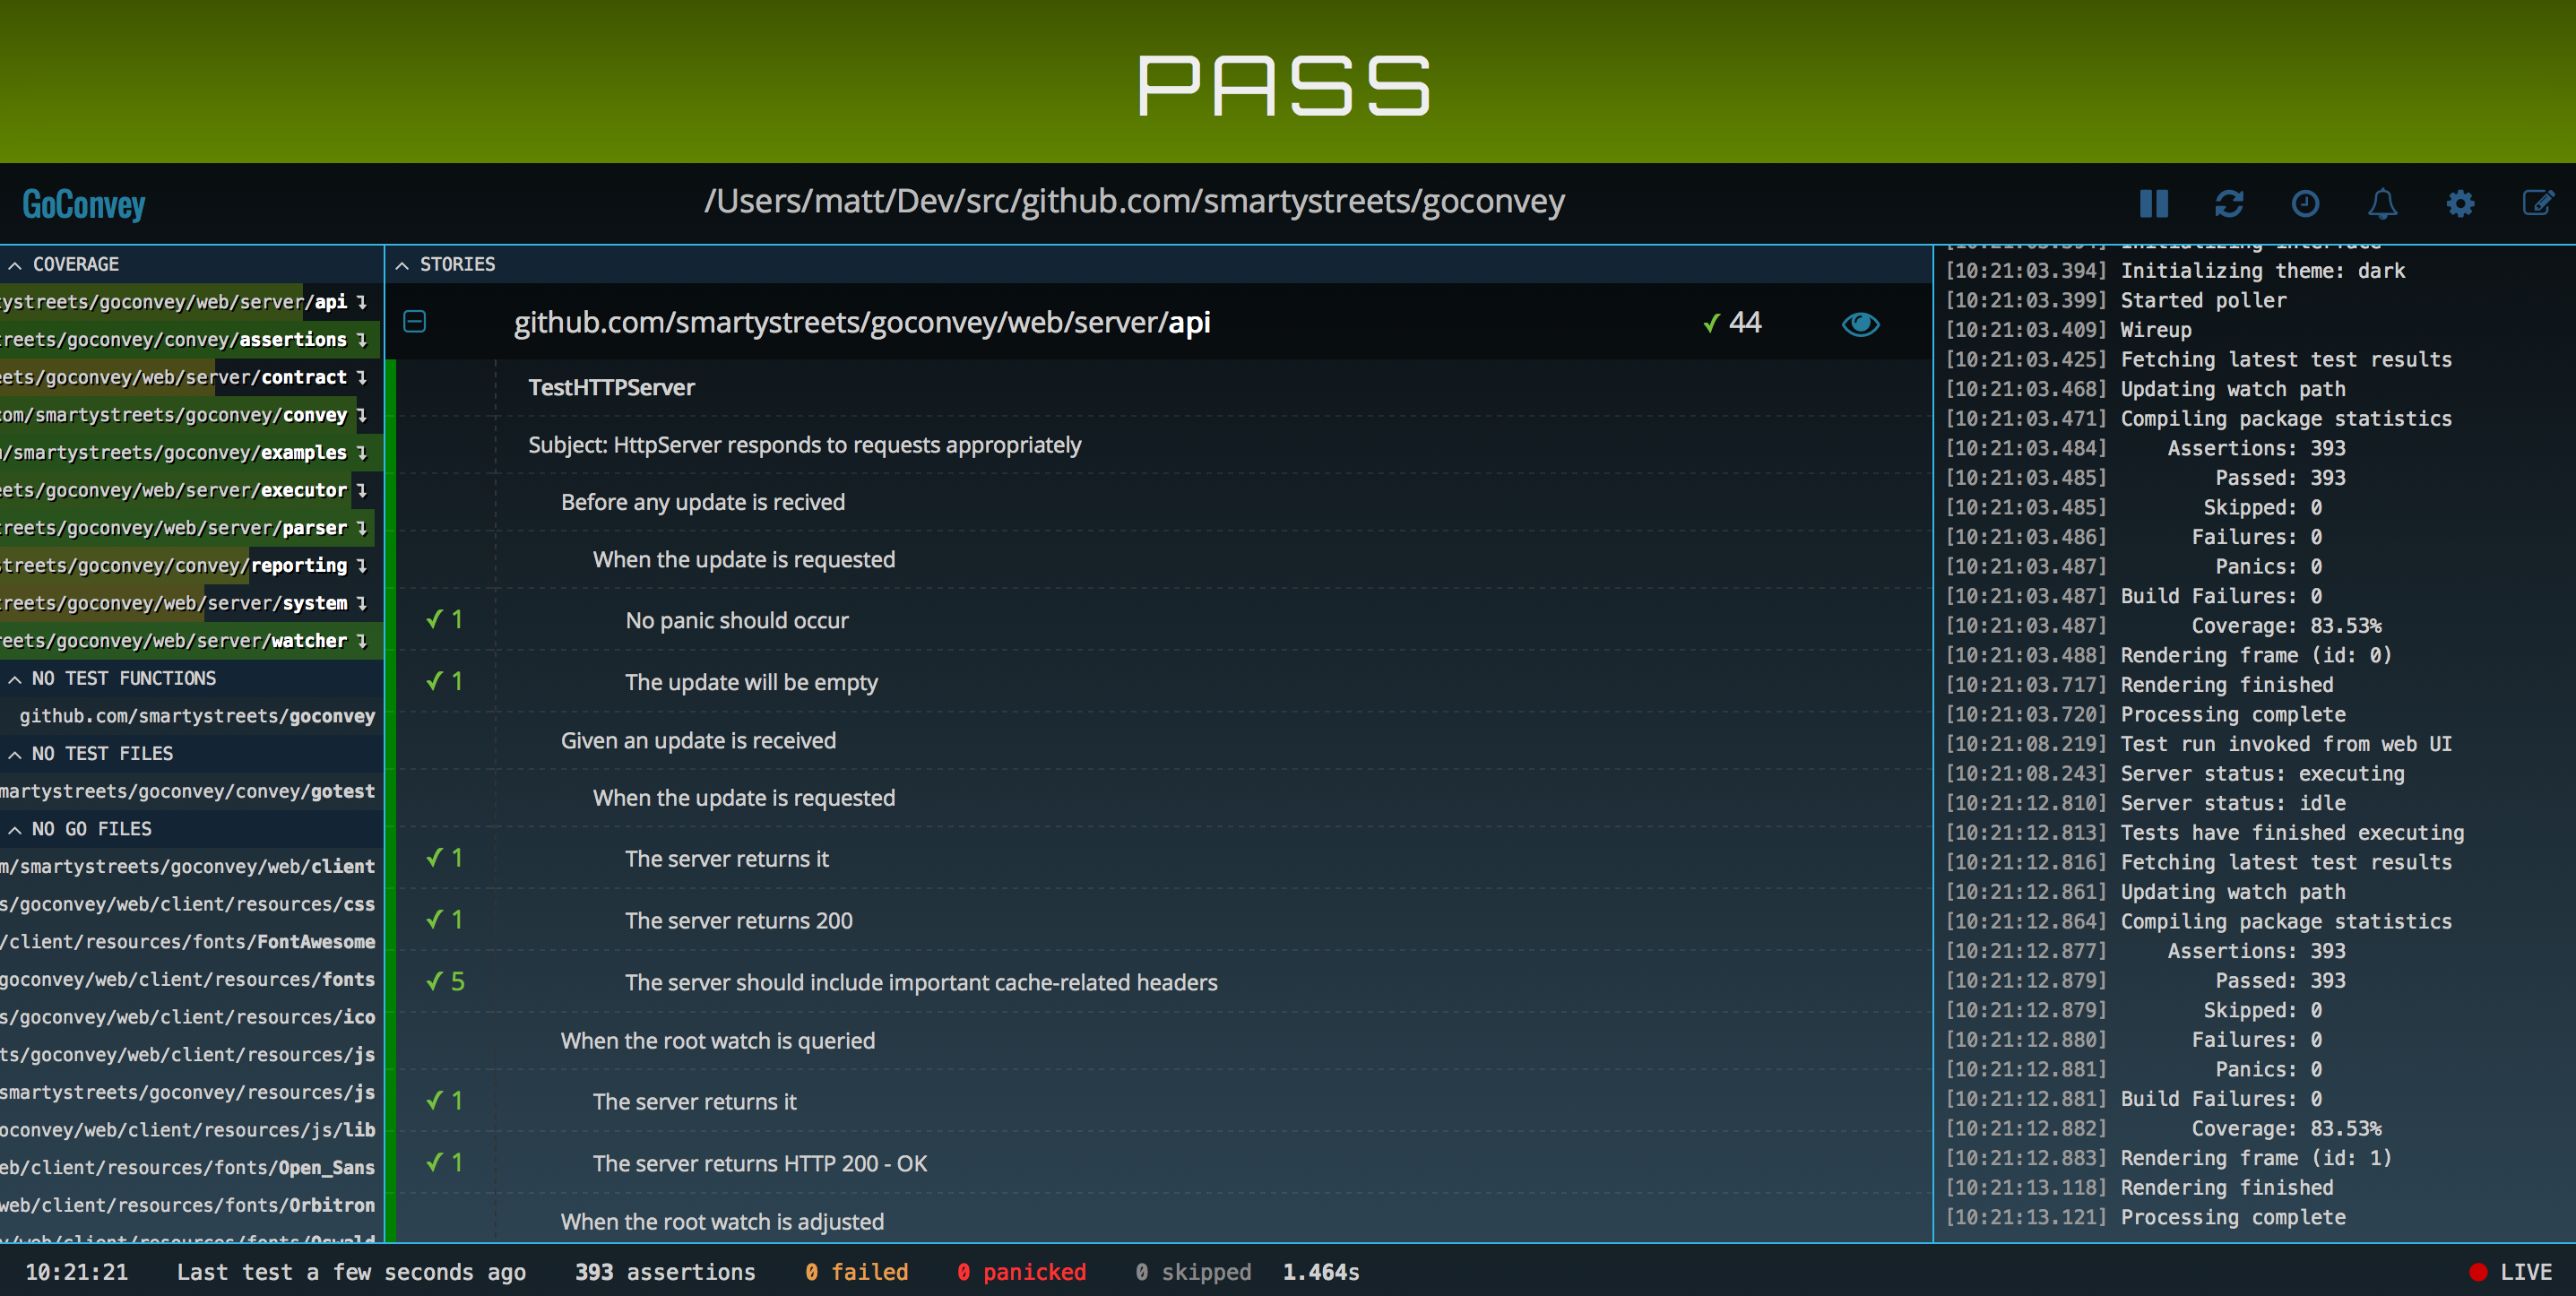 PASS
GoConvey
/Users/matt/Dev/src/github.com/smartystreets/goconvey
COVERAGE
ystreets/goconvey/web/server/api
reets/goconvey/convey/assertions
ets/goconvey/web/server/contract
com/smartystreets/goconvey/convey
/smartystreets/goconvey/examples
ets/goconvey/web/server/executor
reets/goconvey/web/server/parser
treets/goconvey/convey/reporting
reets/goconvey/web/server/system
eets/goconvey/web/server/watcher
NO TEST FUNCTIONS
github.com/smartystreets/goconvey
NO TEST FILES
martystreets/goconvey/convey/gotest
NO GO FILES
m/smartystreets/goconvey/web/client
s/goconvey/web/client/resources/css
/client/resources/fonts/FontAwesome
goconvey/web/client/resources/fonts
s/goconvey/web/client/resources/ico
ts/goconvey/web/client/resources/js
smartystreets/goconvey/resources/js
oconvey/web/client/resources/js/lib
eb/client/resources/fonts/Open_Sans
web/client/resources/fonts/Orbitron
/web/client/resources/fonts/Oswald
STORIES
github.com/smartystreets/goconvey/web/server/api ✓ 44
TestHTTPServer
Subject: HttpServer responds to requests appropriately
Before any update is recived
When the update is requested
✓ 1 No panic should occur
✓ 1 The update will be empty
Given an update is received
When the update is requested
✓ 1 The server returns it
✓ 1 The server returns 200
✓ 5 The server should include important cache-related headers
When the root watch is queried
✓ 1 The server returns it
✓ 1 The server returns HTTP 200 - OK
When the root watch is adjusted
[10:21:03.394] Initializing interface
[10:21:03.394] Initializing theme: dark
[10:21:03.399] Started poller
[10:21:03.409] Wireup
[10:21:03.425] Fetching latest test results
[10:21:03.468] Updating watch path
[10:21:03.471] Compiling package statistics
[10:21:03.484] Assertions: 393
[10:21:03.485] Passed: 393
[10:21:03.485] Skipped: 0
[10:21:03.486] Failures: 0
[10:21:03.487] Panics: 0
[10:21:03.487] Build Failures: 0
[10:21:03.487] Coverage: 83.53%
[10:21:03.488] Rendering frame (id: 0)
[10:21:03.717] Rendering finished
[10:21:03.720] Processing complete
[10:21:08.219] Test run invoked from web UI
[10:21:08.243] Server status: executing
[10:21:12.810] Server status: idle
[10:21:12.813] Tests have finished executing
[10:21:12.816] Fetching latest test results
[10:21:12.861] Updating watch path
[10:21:12.864] Compiling package statistics
[10:21:12.877] Assertions: 393
[10:21:12.879] Passed: 393
[10:21:12.879] Skipped: 0
[10:21:12.880] Failures: 0
[10:21:12.881] Panics: 0
[10:21:12.881] Build Failures: 0
[10:21:12.882] Coverage: 83.53%
[10:21:12.883] Rendering frame (id: 1)
[10:21:13.118] Rendering finished
[10:21:13.121] Processing complete
10:21:21 Last test a few seconds ago 393 assertions 0 failed 0 panicked 0 skipped 1.464s LIVE